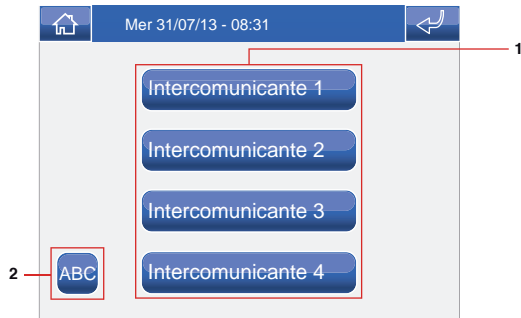 Mer 31/07/13 - 08:31
1
Intercomunicante 1
Intercomunicante 2
Intercomunicante 3
Intercomunicante 4
2
ABC